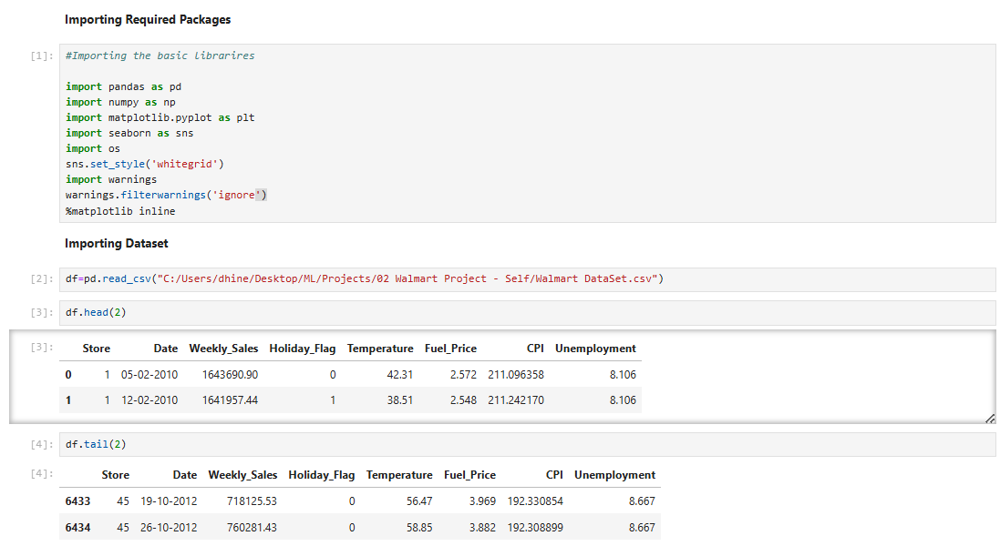 Importing Required Packages
[1]: #Importing the basic Librarires
import pandas as pd
import numpy as np
import matplotlib.pyplot as plt
import seaborn as sns
import os
sns.set_style('whitegrid')
import warnings
warnings.filterwarnings('ignore')
%matplotlib inline
Importing Dataset
[2]: df=pd.read_csv("C:/Users/dhine/Desktop/ML/Projects/02 Walmart Project - Self/Walmart DataSet.csv")
[3]: df.head(2)
[3]: Store Date Weekly_Sales Holiday_Flag Temperature Fuel_Price CPI Unemployment
0 1 05-02-2010 1643690.90 0 42.31 2.572 211.096358 8.106
1 1 12-02-2010 1641957.44 1 38.51 2.548 211.242170 8.106
[4]: df.tail(2)
[4]: Store Date Weekly_Sales Holiday_Flag Temperature Fuel_Price CPI Unemployment
6433 45 19-10-2012 718125.53 0 56.47 3.969 192.330854 8.667
6434 45 26-10-2012 760281.43 0 58.85 3.882 192.308899 8.667